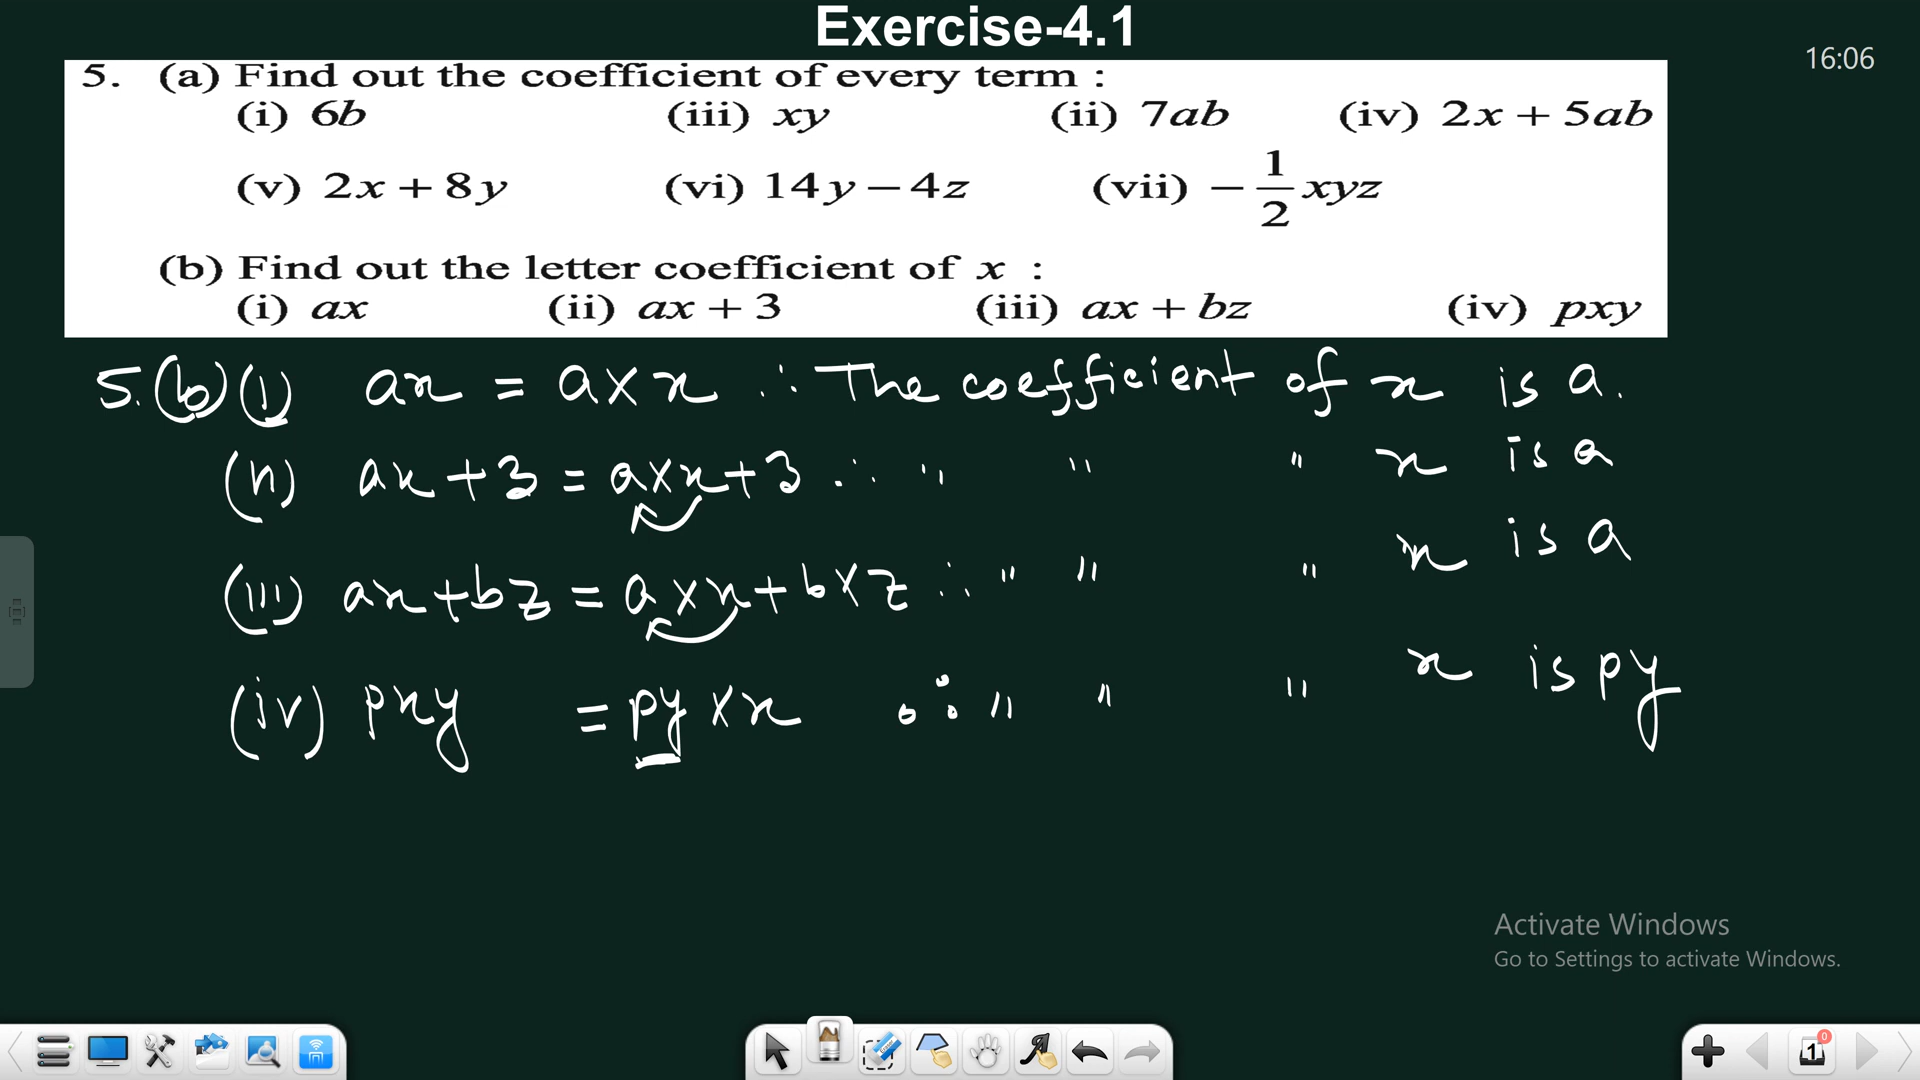 Exercise-4.1
16:06
5. (a) Find out the coefficient of every term :
(i) 6b (iii) xy (ii) 7ab (iv) 2x + 5ab
(v) 2x + 8y (vi) 14y − 4z (vii) − 1/2 xyz
(b) Find out the letter coefficient of x :
(i) ax (ii) ax + 3 (iii) ax + bz (iv) pxy
5.(b)(i) ax = a × x ∴ The coefficient of x is a.
(ii) ax + 3 = a × x + 3 ∴ " " " x is a
(iii) ax + bz = a × x + b × z ∴ " " " x is a
(iv) pxy = py × x ∴ " " " x is py
Activate Windows
Go to Settings to activate Windows.
1
0